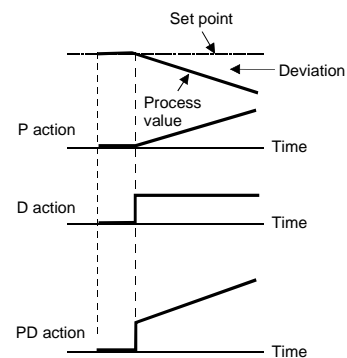 Set point
Deviation
Process
value
P action
Time
D action
Time
PD action
Time